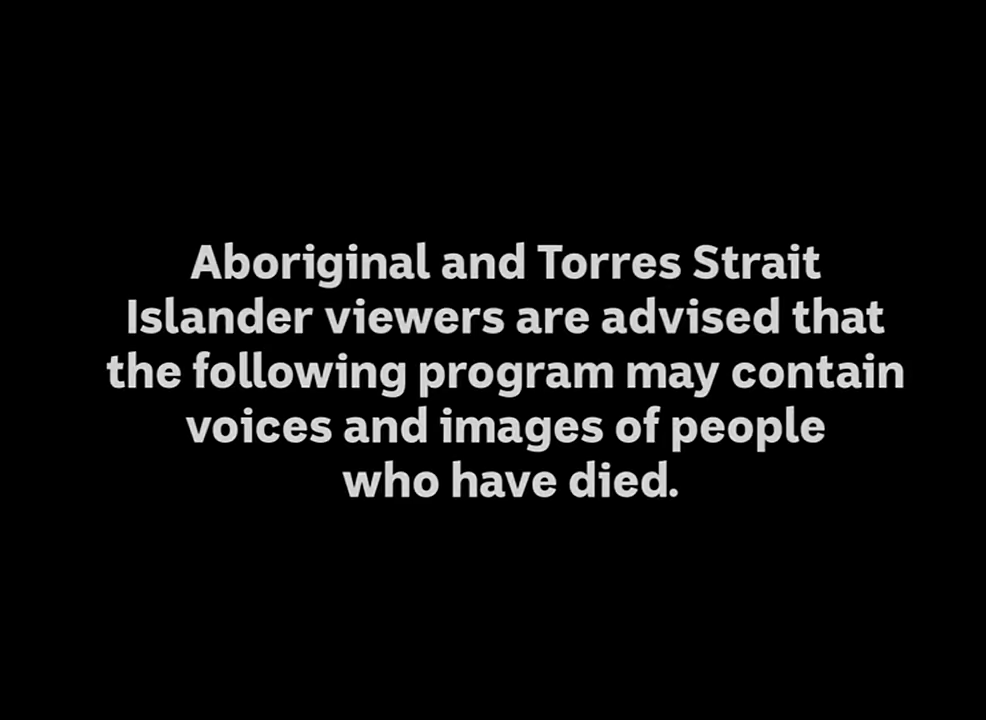 Aboriginal and Torres Strait
Islander viewers are advised that
the following program may contain
voices and images of people
who have died.